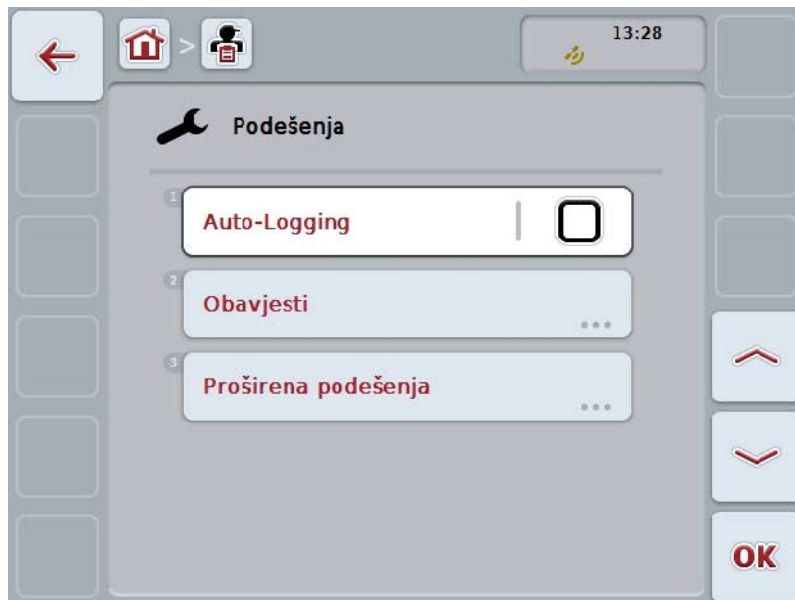 13:28
Podešenja
1
Auto-Logging
2
Obavjesti
3
Proširena podešenja
OK